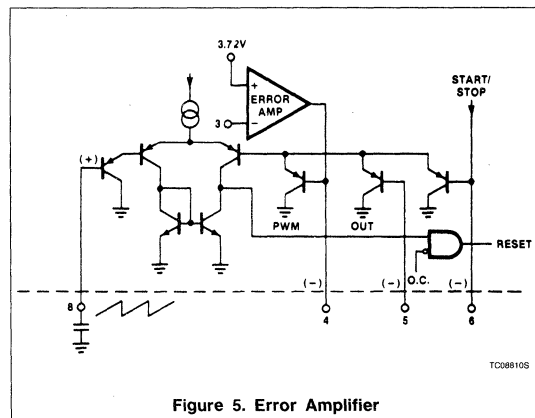 3.72V
START/
STOP
+
ERROR
AMP
3
−
(+)
PWM
OUT
RESET
O.C.
(−)
(−)
(−)
8
4
5
6
TC08810S
Figure 5. Error Amplifier